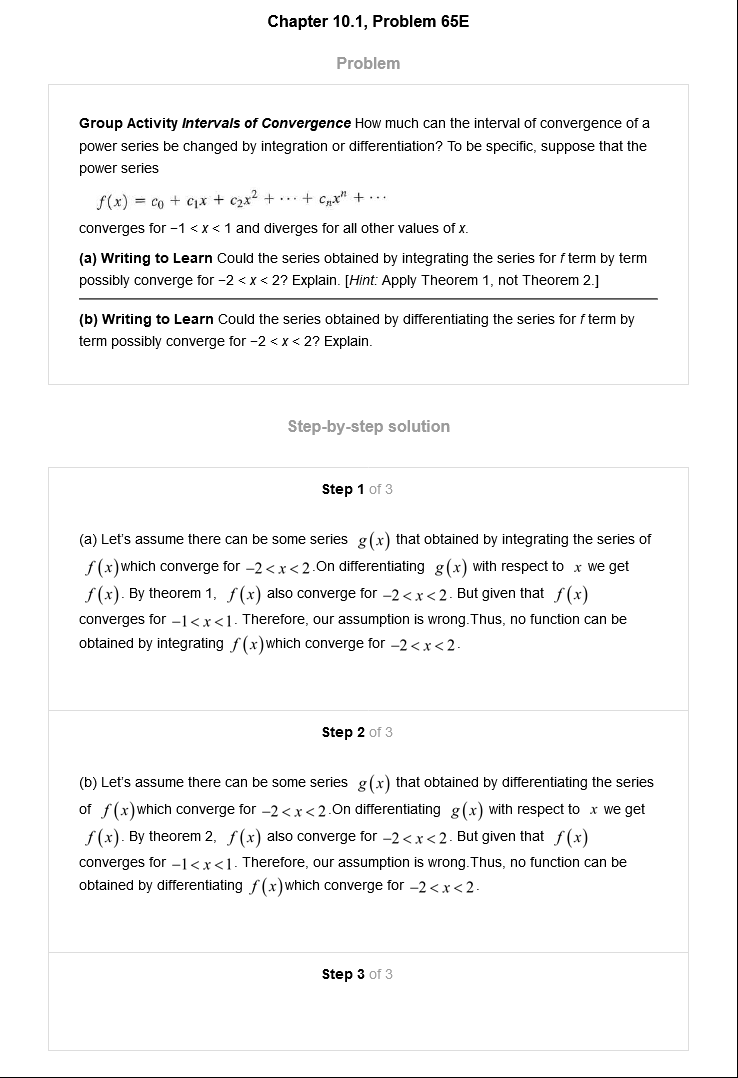 Chapter 10.1, Problem 65E
Problem
Group Activity Intervals of Convergence How much can the interval of convergence of a
power series be changed by integration or differentiation? To be specific, suppose that the
power series
f(x) = c₀ + c₁x + c₂x² + ··· + cₙxⁿ + ···
converges for −1 < x < 1 and diverges for all other values of x.
(a) Writing to Learn Could the series obtained by integrating the series for f term by term
possibly converge for −2 < x < 2? Explain. [Hint: Apply Theorem 1, not Theorem 2.]
(b) Writing to Learn Could the series obtained by differentiating the series for f term by
term possibly converge for −2 < x < 2? Explain.
Step-by-step solution
Step 1 of 3
(a) Let's assume there can be some series g(x) that obtained by integrating the series of
f(x)which converge for −2<x<2.On differentiating g(x) with respect to x we get
f(x). By theorem 1, f(x) also converge for −2<x<2. But given that f(x)
converges for −1<x<1. Therefore, our assumption is wrong.Thus, no function can be
obtained by integrating f(x)which converge for −2<x<2.
Step 2 of 3
(b) Let's assume there can be some series g(x) that obtained by differentiating the series
of f(x)which converge for −2<x<2.On differentiating g(x) with respect to x we get
f(x). By theorem 2, f(x) also converge for −2<x<2. But given that f(x)
converges for −1<x<1. Therefore, our assumption is wrong.Thus, no function can be
obtained by differentiating f(x)which converge for −2<x<2.
Step 3 of 3